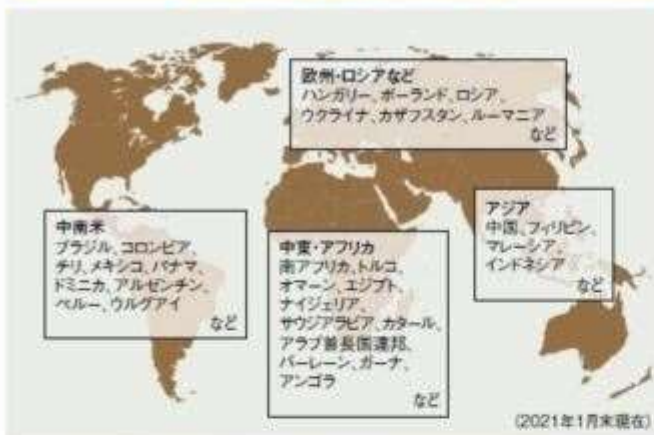 欧州・ロシアなど
ハンガリー、ポーランド、ロシア、
ウクライナ、カザフスタン、ルーマニア
など
アジア
中国、フィリピン、
マレーシア、
インドネシア
など
中南米
ブラジル、コロンビア、
チリ、メキシコ、パナマ、
ドミニカ、アルゼンチン、
ペルー、ウルグアイ
など
中東・アフリカ
南アフリカ、トルコ、
オマーン、エジプト、
ナイジェリア、
サウジアラビア、カタール、
アラブ首長国連邦、
バーレーン、ガーナ、
アンゴラ
など
(2021年1月末現在)